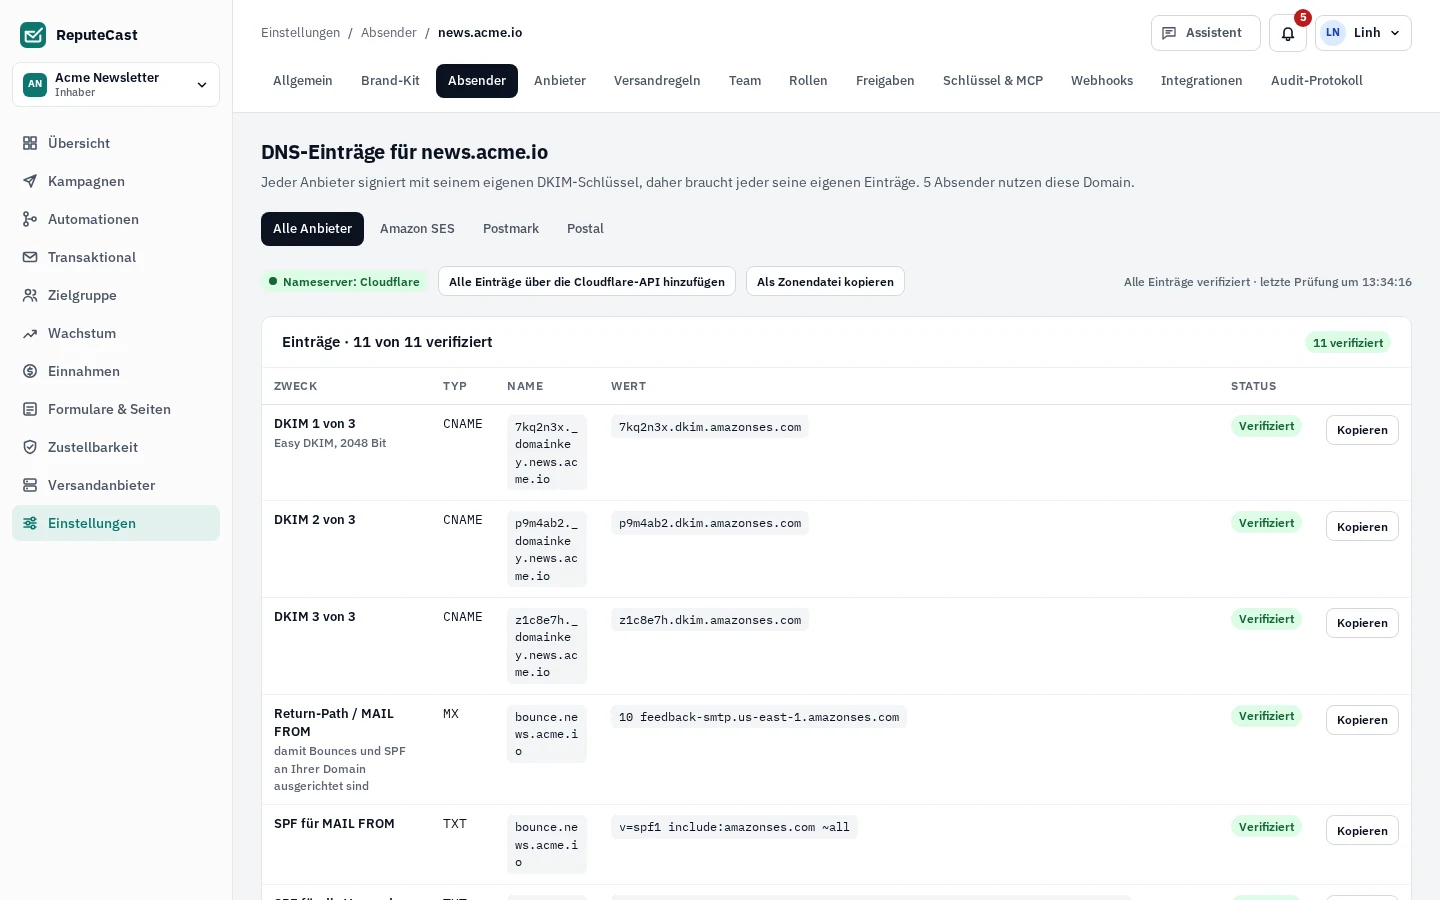 ReputeCast
AN
Acme Newsletter
Inhaber
Übersicht
Kampagnen
Automationen
Transaktional
Zielgruppe
Wachstum
Einnahmen
Formulare & Seiten
Zustellbarkeit
Versandanbieter
Einstellungen
Einstellungen / Absender / news.acme.io
Assistent
5
LN Linh
Allgemein Brand-Kit Absender Anbieter Versandregeln Team Rollen Freigaben Schlüssel & MCP Webhooks Integrationen Audit-Protokoll
DNS-Einträge für news.acme.io
Jeder Anbieter signiert mit seinem eigenen DKIM-Schlüssel, daher braucht jeder seine eigenen Einträge. 5 Absender nutzen diese Domain.
Alle Anbieter Amazon SES Postmark Postal
Nameserver: Cloudflare Alle Einträge über die Cloudflare-API hinzufügen Als Zonendatei kopieren Alle Einträge verifiziert · letzte Prüfung um 13:34:16
Einträge · 11 von 11 verifiziert 11 verifiziert
ZWECK TYP NAME WERT STATUS
DKIM 1 von 3 CNAME 7kq2n3x._ 7kq2n3x.dkim.amazonses.com Verifiziert Kopieren
Easy DKIM, 2048 Bit domainke
y.news.ac
me.io
DKIM 2 von 3 CNAME p9m4ab2._ p9m4ab2.dkim.amazonses.com Verifiziert Kopieren
domainke
y.news.ac
me.io
DKIM 3 von 3 CNAME z1c8e7h._ z1c8e7h.dkim.amazonses.com Verifiziert Kopieren
domainke
y.news.ac
me.io
Return-Path / MAIL MX bounce.ne 10 feedback-smtp.us-east-1.amazonses.com Verifiziert Kopieren
FROM ws.acme.i
damit Bounces und SPF o
an Ihrer Domain
ausgerichtet sind
SPF für MAIL FROM TXT bounce.ne v=spf1 include:amazonses.com ~all Verifiziert Kopieren
ws.acme.i
o